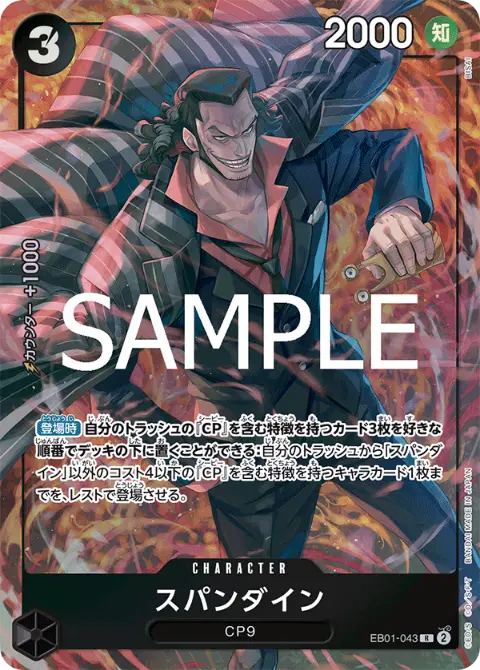 3
2000
知
BISAI
カウンター+1000
SAMPLE
登場時 自分のトラッシュの「CP」を含む特徴を持つカード3枚を好きな
順番でデッキの下に置くことができる:自分のトラッシュから「スパンダ
イン」以外のコスト4以下の「CP」を含む特徴を持つキャラカード1枚ま
でを、レストで登場させる。
CHARACTER
スパンダイン
CP9
EB01-043 R 2
©E.O/S ©O./S・F・T BANDAI MADE IN JAPAN